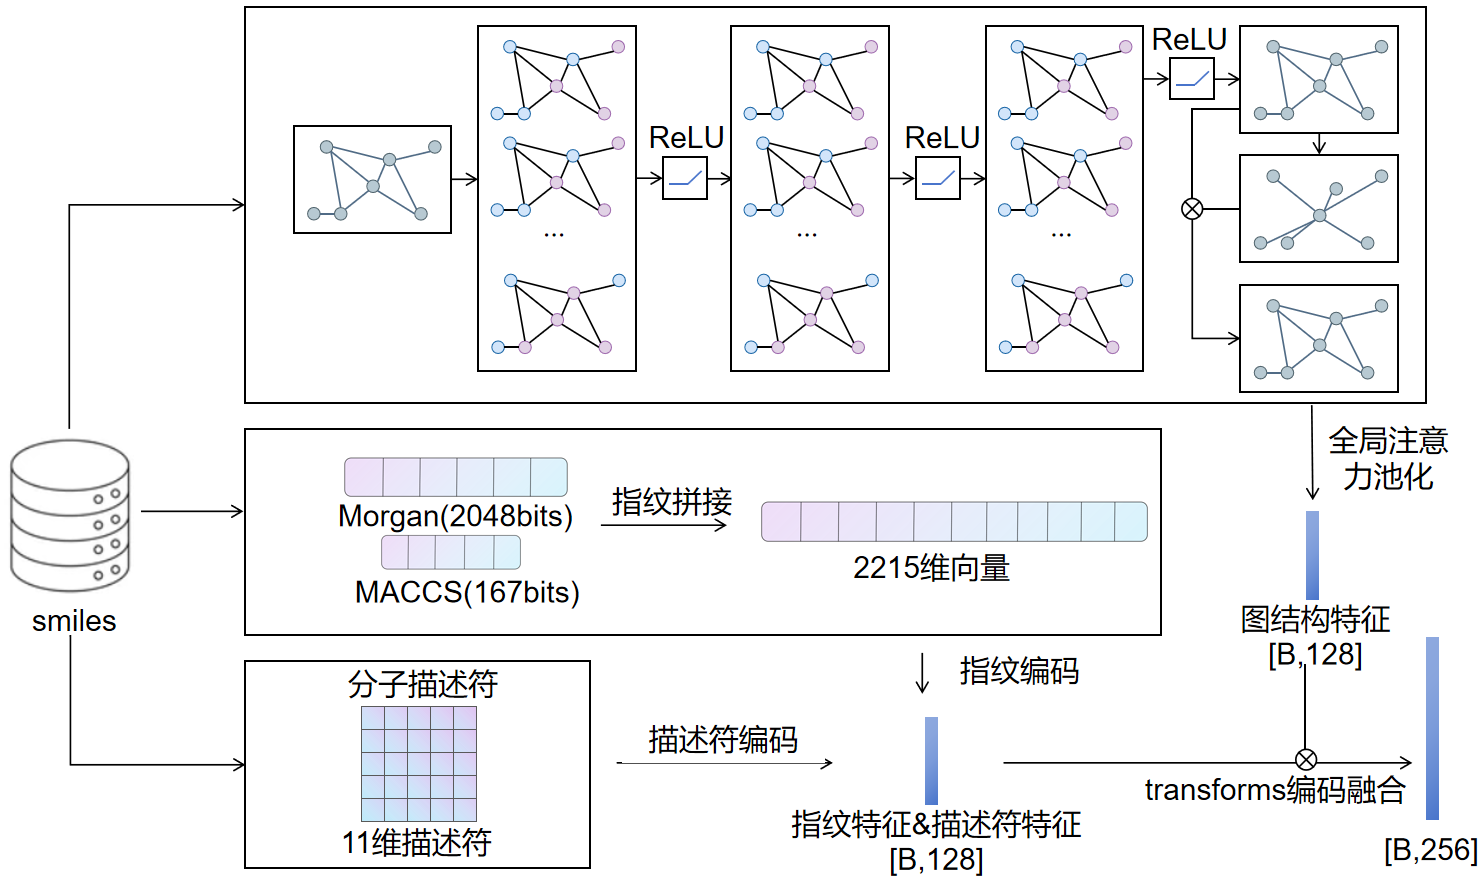 ReLU
ReLU
ReLU
...
...
...
全局注意
力池化
Morgan(2048bits)
MACCS(167bits)
指纹拼接
2215维向量
smiles
图结构特征
[B,128]
分子描述符
11维描述符
指纹编码
描述符编码
指纹特征&描述符特征
[B,128]
transforms编码融合
[B,256]